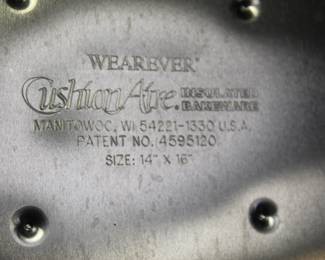 WEAREVER®
CushionAire® INSULATED BAKEWARE
MANITOWOC, WI 54221-1330 U.S.A.
PATENT NO. 4595120
SIZE: 14" X 16"